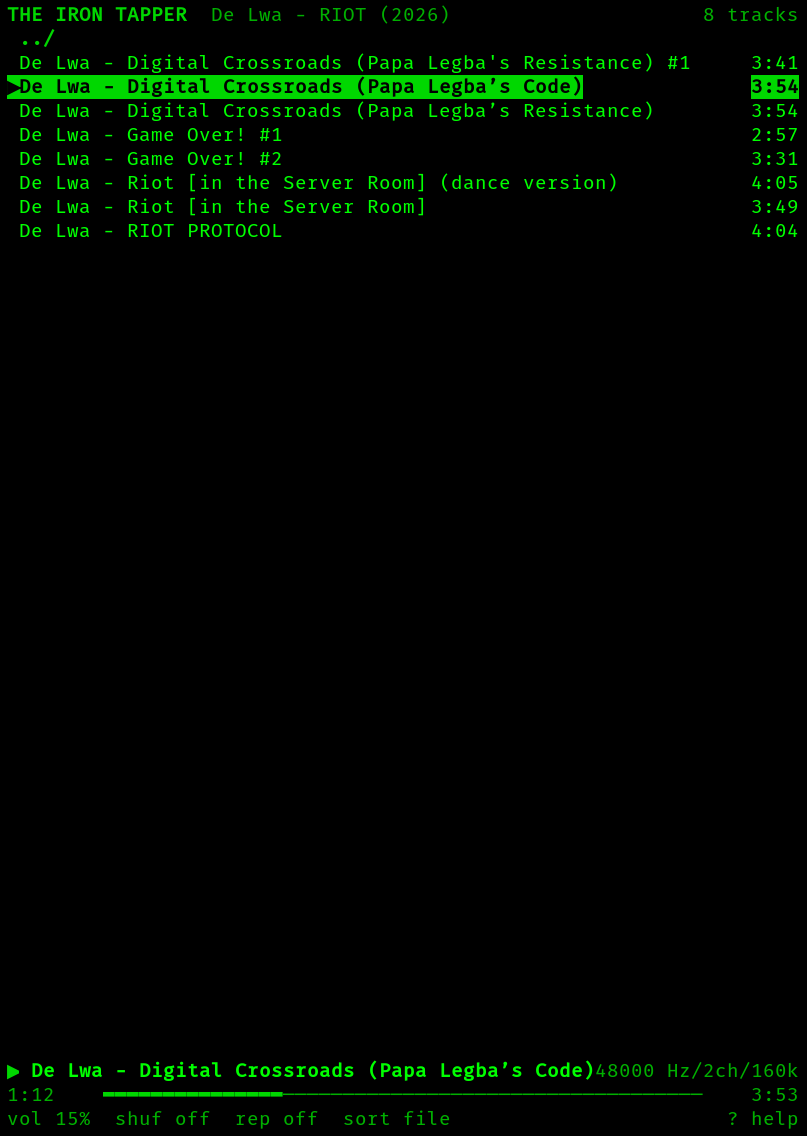 THE IRON TAPPER  De Lwa - RIOT (2026)  8 tracks
../
De Lwa - Digital Crossroads (Papa Legba's Resistance) #1  3:41
▶De Lwa - Digital Crossroads (Papa Legba’s Code)  3:54
De Lwa - Digital Crossroads (Papa Legba’s Resistance)  3:54
De Lwa - Game Over! #1  2:57
De Lwa - Game Over! #2  3:31
De Lwa - Riot [in the Server Room] (dance version)  4:05
De Lwa - Riot [in the Server Room]  3:49
De Lwa - RIOT PROTOCOL  4:04
▶ De Lwa - Digital Crossroads (Papa Legba’s Code)48000 Hz/2ch/160k
1:12  3:53
vol 15%  shuf off  rep off  sort file  ? help